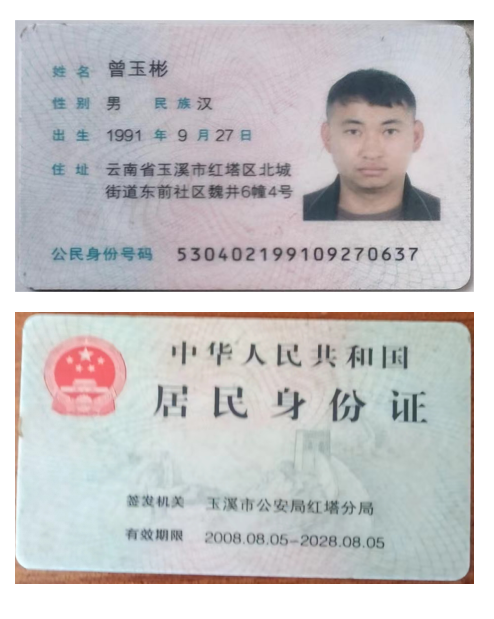 姓名 曾玉彬
性别 男 民族 汉
出生 1991 年 9 月 27 日
住址 云南省玉溪市红塔区北城
街道东前社区魏井6幢4号
公民身份号码 530402199109270637
中华人民共和国
居民身份证
签发机关 玉溪市公安局红塔分局
有效期限 2008.08.05-2028.08.05